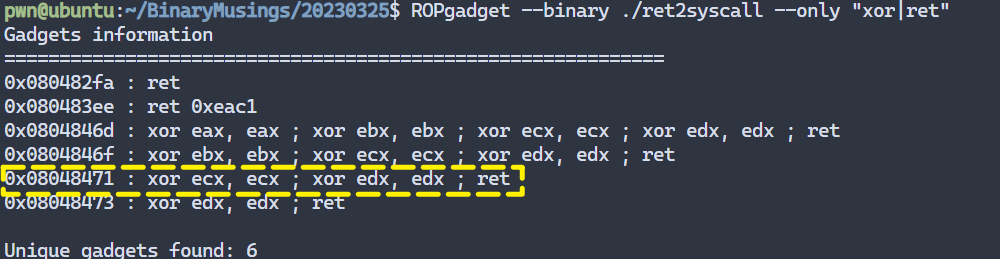 pwn@ubuntu:~/BinaryMusings/20230325$ ROPgadget --binary ./ret2syscall --only "xor|ret"
Gadgets information
============================================================
0x080482fa : ret
0x080483ee : ret 0xeac1
0x0804846d : xor eax, eax ; xor ebx, ebx ; xor ecx, ecx ; xor edx, edx ; ret
0x0804846f : xor ebx, ebx ; xor ecx, ecx ; xor edx, edx ; ret
0x08048471 : xor ecx, ecx ; xor edx, edx ; ret
0x08048473 : xor edx, edx ; ret
Unique gadgets found: 6